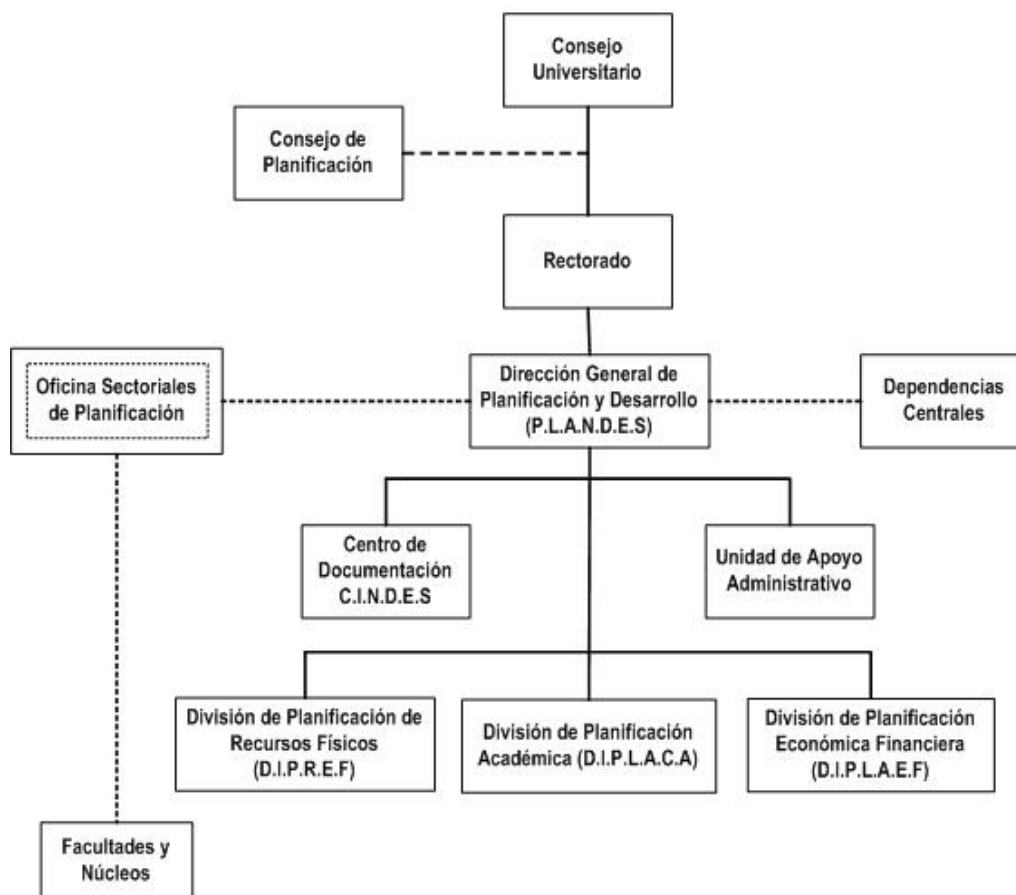 Consejo
Universitario
Consejo de
Planificación
Rectorado
Oficina Sectoriales
de Planificación
Dirección General de
Planificación y Desarrollo
(P.L.A.N.D.E.S)
Dependencias
Centrales
Centro de
Documentación
C.I.N.D.E.S
Unidad de Apoyo
Administrativo
División de Planificación de
Recursos Físicos
(D.I.P.R.E.F)
División de Planificación
Académica (D.I.P.L.A.C.A)
División de Planificación
Económica Financiera
(D.I.P.L.A.E.F)
Facultades y
Núcleos